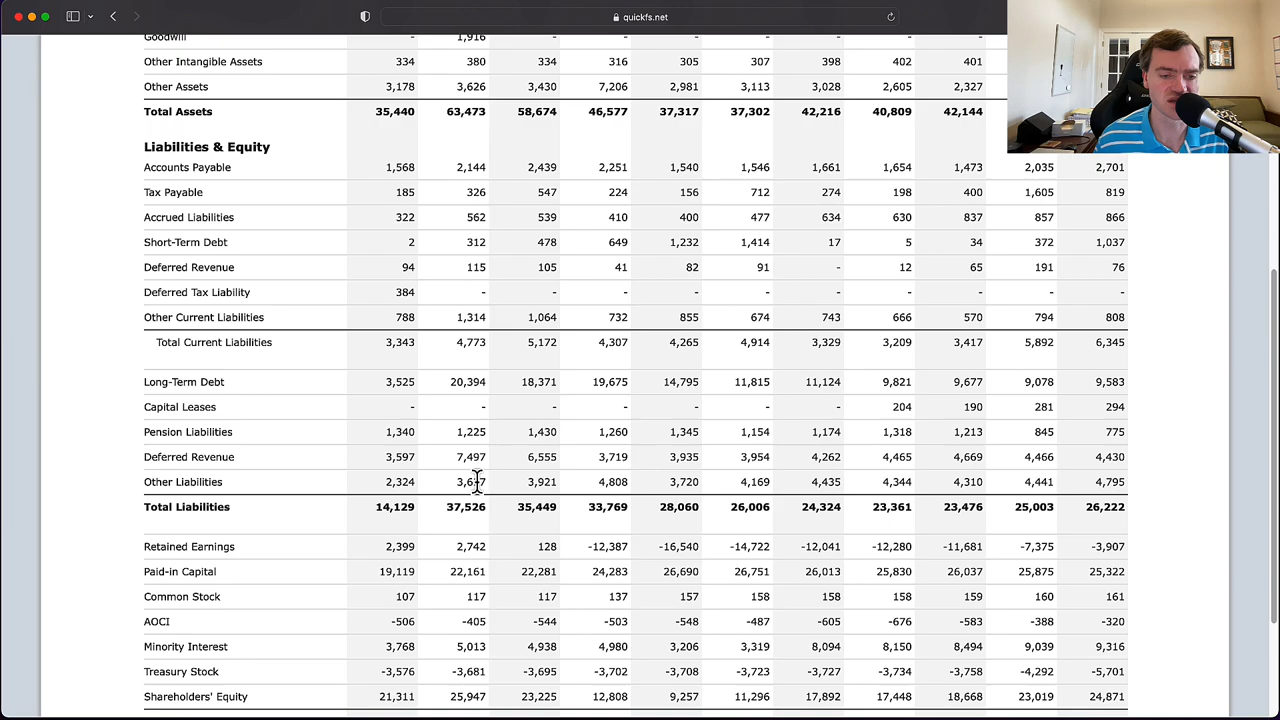 quickfs.net
Goodwill - 1,916 - - - - - - -
Other Intangible Assets 334 380 334 316 305 307 398 402 401
Other Assets 3,178 3,626 3,430 7,206 2,981 3,113 3,028 2,605 2,327
Total Assets 35,440 63,473 58,674 46,577 37,317 37,302 42,216 40,809 42,144
Liabilities & Equity
Accounts Payable 1,568 2,144 2,439 2,251 1,540 1,546 1,661 1,654 1,473 2,035 2,701
Tax Payable 185 326 547 224 156 712 274 198 400 1,605 819
Accrued Liabilities 322 562 539 410 400 477 634 630 837 857 866
Short-Term Debt 2 312 478 649 1,232 1,414 17 5 34 372 1,037
Deferred Revenue 94 115 105 41 82 91 - 12 65 191 76
Deferred Tax Liability 384 - - - - - - - - - -
Other Current Liabilities 788 1,314 1,064 732 855 674 743 666 570 794 808
Total Current Liabilities 3,343 4,773 5,172 4,307 4,265 4,914 3,329 3,209 3,417 5,892 6,345
Long-Term Debt 3,525 20,394 18,371 19,675 14,795 11,815 11,124 9,821 9,677 9,078 9,583
Capital Leases - - - - - - - 204 190 281 294
Pension Liabilities 1,340 1,225 1,430 1,260 1,345 1,154 1,174 1,318 1,213 845 775
Deferred Revenue 3,597 7,497 6,555 3,719 3,935 3,954 4,262 4,465 4,669 4,466 4,430
Other Liabilities 2,324 3,921 4,808 3,720 4,169 4,435 4,344 4,310 4,441 4,795
Total Liabilities 14,129 37,526 35,449 33,769 28,060 26,006 24,324 23,361 23,476 25,003 26,222
Retained Earnings 2,399 2,742 128 -12,387 -16,540 -14,722 -12,041 -12,280 -11,681 -7,375 -3,907
Paid-in Capital 19,119 22,161 22,281 24,283 26,690 26,751 26,013 25,830 26,037 25,875 25,322
Common Stock 107 117 117 137 157 158 158 158 159 160 161
AOCI -506 -405 -544 -503 -548 -487 -605 -676 -583 -388 -320
Minority Interest 3,768 5,013 4,938 4,980 3,206 3,319 8,094 8,150 8,494 9,039 9,316
Treasury Stock -3,576 -3,681 -3,695 -3,702 -3,708 -3,723 -3,727 -3,734 -3,758 -4,292 -5,701
Shareholders' Equity 21,311 25,947 23,225 12,808 9,257 11,296 17,892 17,448 18,668 23,019 24,871